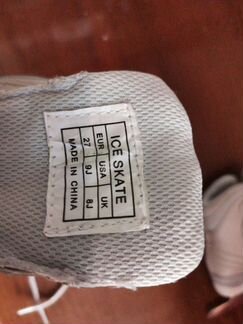 ICE SKATE
EUR USA UK
27 9J 8J
MADE IN CHINA